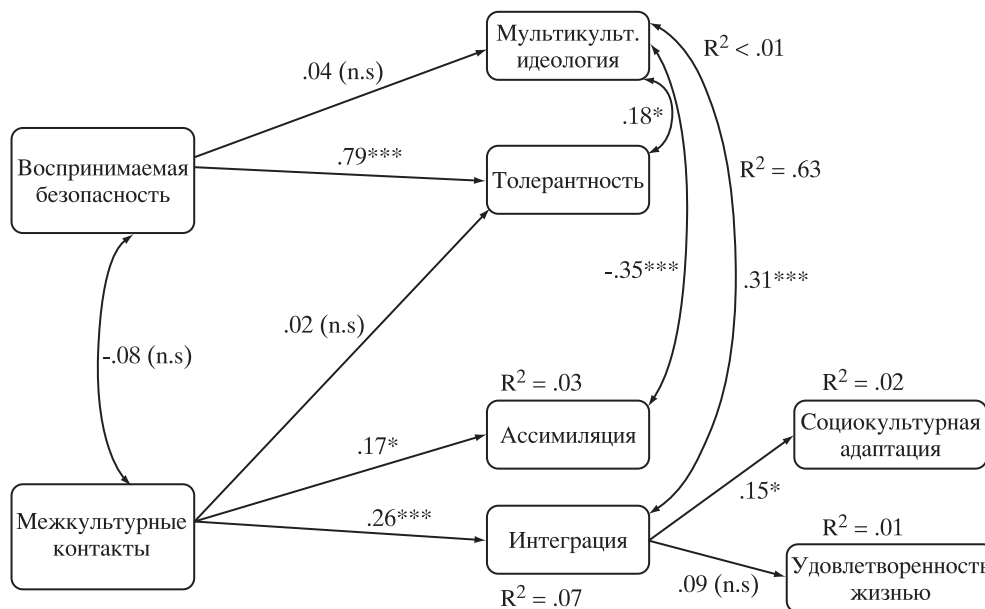 Мультикульт.
идеология
R² < .01
.04 (n.s)
.18*
Воспринимаемая
безопасность
.79***
Толерантность
R² = .63
-.35***
.31***
.02 (n.s)
-.08 (n.s)
R² = .03
R² = .02
Ассимиляция
Социокультурная
адаптация
.17*
.15*
Межкультурные
контакты
.26***
Интеграция
R² = .01
Удовлетворенность
жизнью
.09 (n.s)
R² = .07